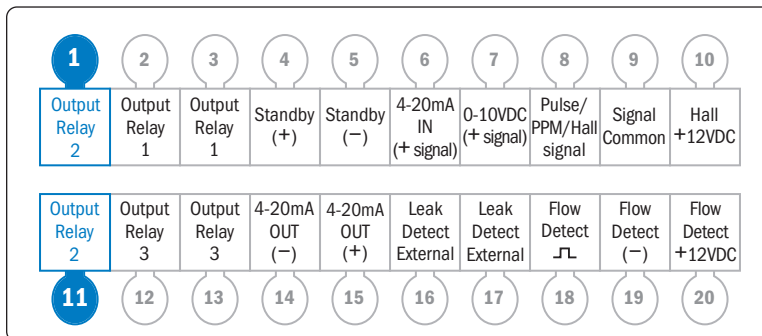 1 2 3 4 5 6 7 8 9 10
Output Relay 2
Output Relay 1
Output Relay 1
Standby (+)
Standby (−)
4-20mA IN (+ signal)
0-10VDC (+ signal)
Pulse/ PPM/Hall signal
Signal Common
Hall +12VDC
Output Relay 2
Output Relay 3
Output Relay 3
4-20mA OUT (−)
4-20mA OUT (+)
Leak Detect External
Leak Detect External
Flow Detect
Flow Detect (−)
Flow Detect +12VDC
11 12 13 14 15 16 17 18 19 20